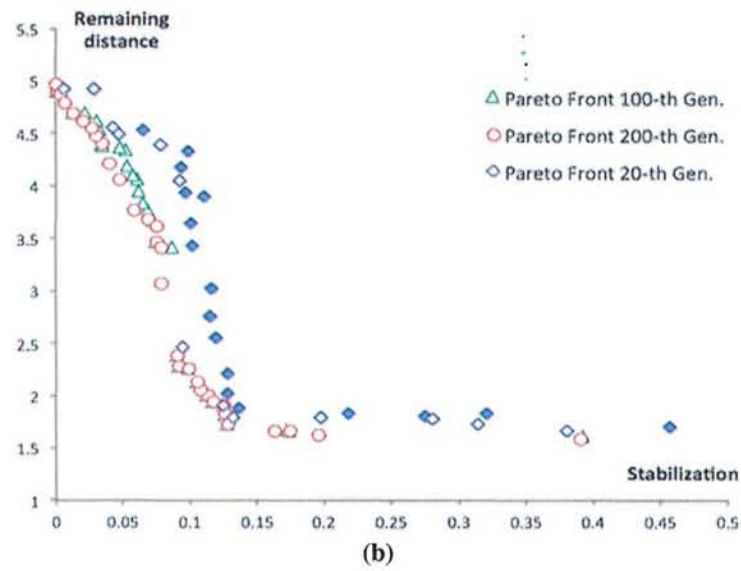 Remaining
distance
5.5
5
4.5
4
3.5
3
2.5
2
1.5
1
Pareto Front 100-th Gen.
Pareto Front 200-th Gen.
Pareto Front 20-th Gen.
Stabilization
0 0.05 0.1 0.15 0.2 0.25 0.3 0.35 0.4 0.45 0.5
(b)